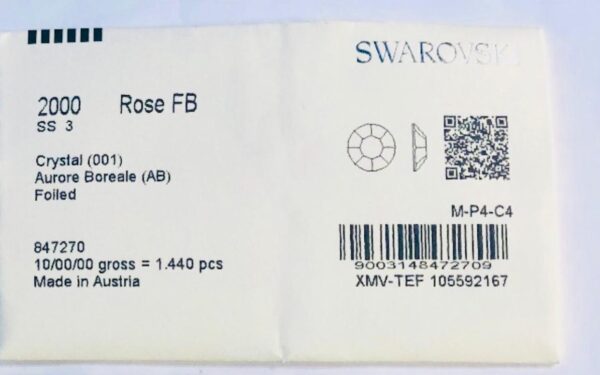 SWAROVSKI
2000 Rose FB
SS 3
Crystal (001)
Aurore Boreale (AB)
Foiled
M-P4-C4
847270
10/00/00 gross = 1.440 pcs
Made in Austria
9003148472709
XMV-TEF 105592167